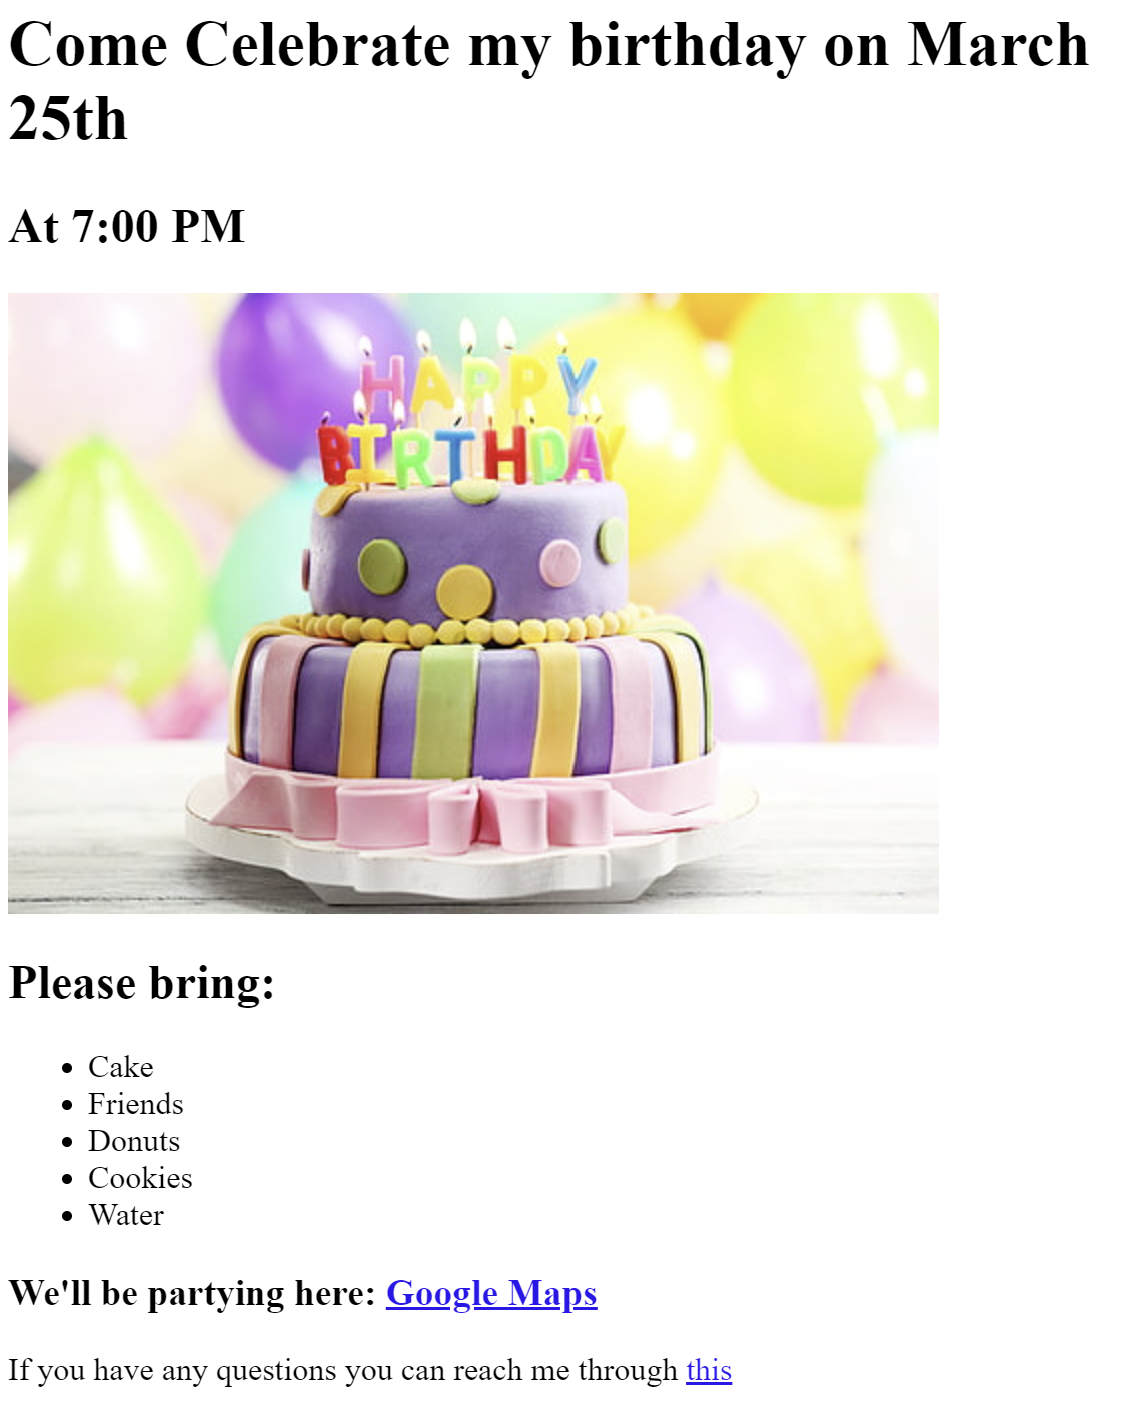 Come Celebrate my birthday on March
25th
At 7:00 PM
HAPPY
BIRTHDAY
Please bring:
Cake
Friends
Donuts
Cookies
Water
We'll be partying here: Google Maps
If you have any questions you can reach me through this